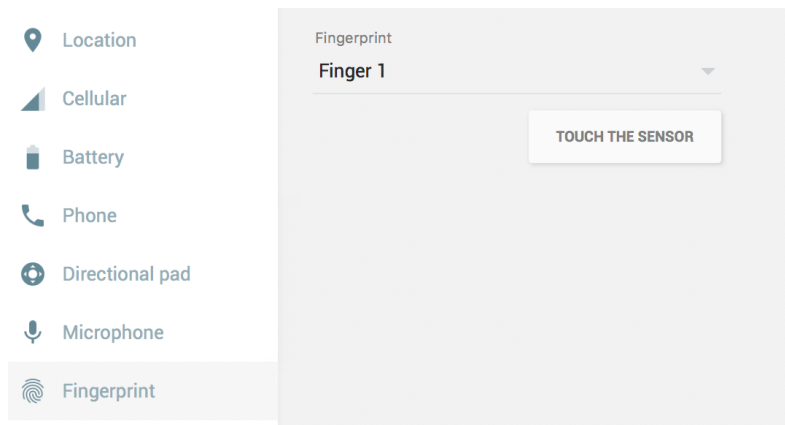 Location
Cellular
Battery
Phone
Directional pad
Microphone
Fingerprint
Fingerprint
Finger 1
TOUCH THE SENSOR